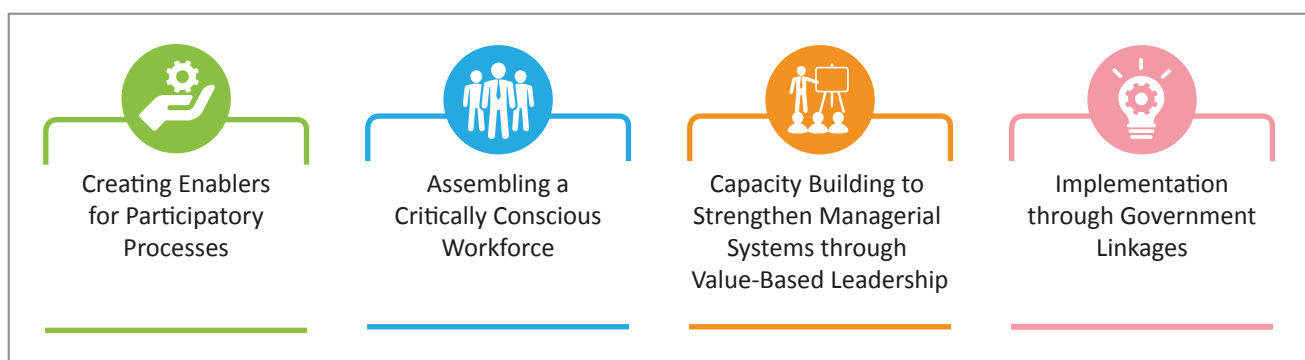 Creating Enablers
for Participatory
Processes
Assembling a
Critically Conscious
Workforce
Capacity Building to
Strengthen Managerial
Systems through
Value-Based Leadership
Implementation
through Government
Linkages